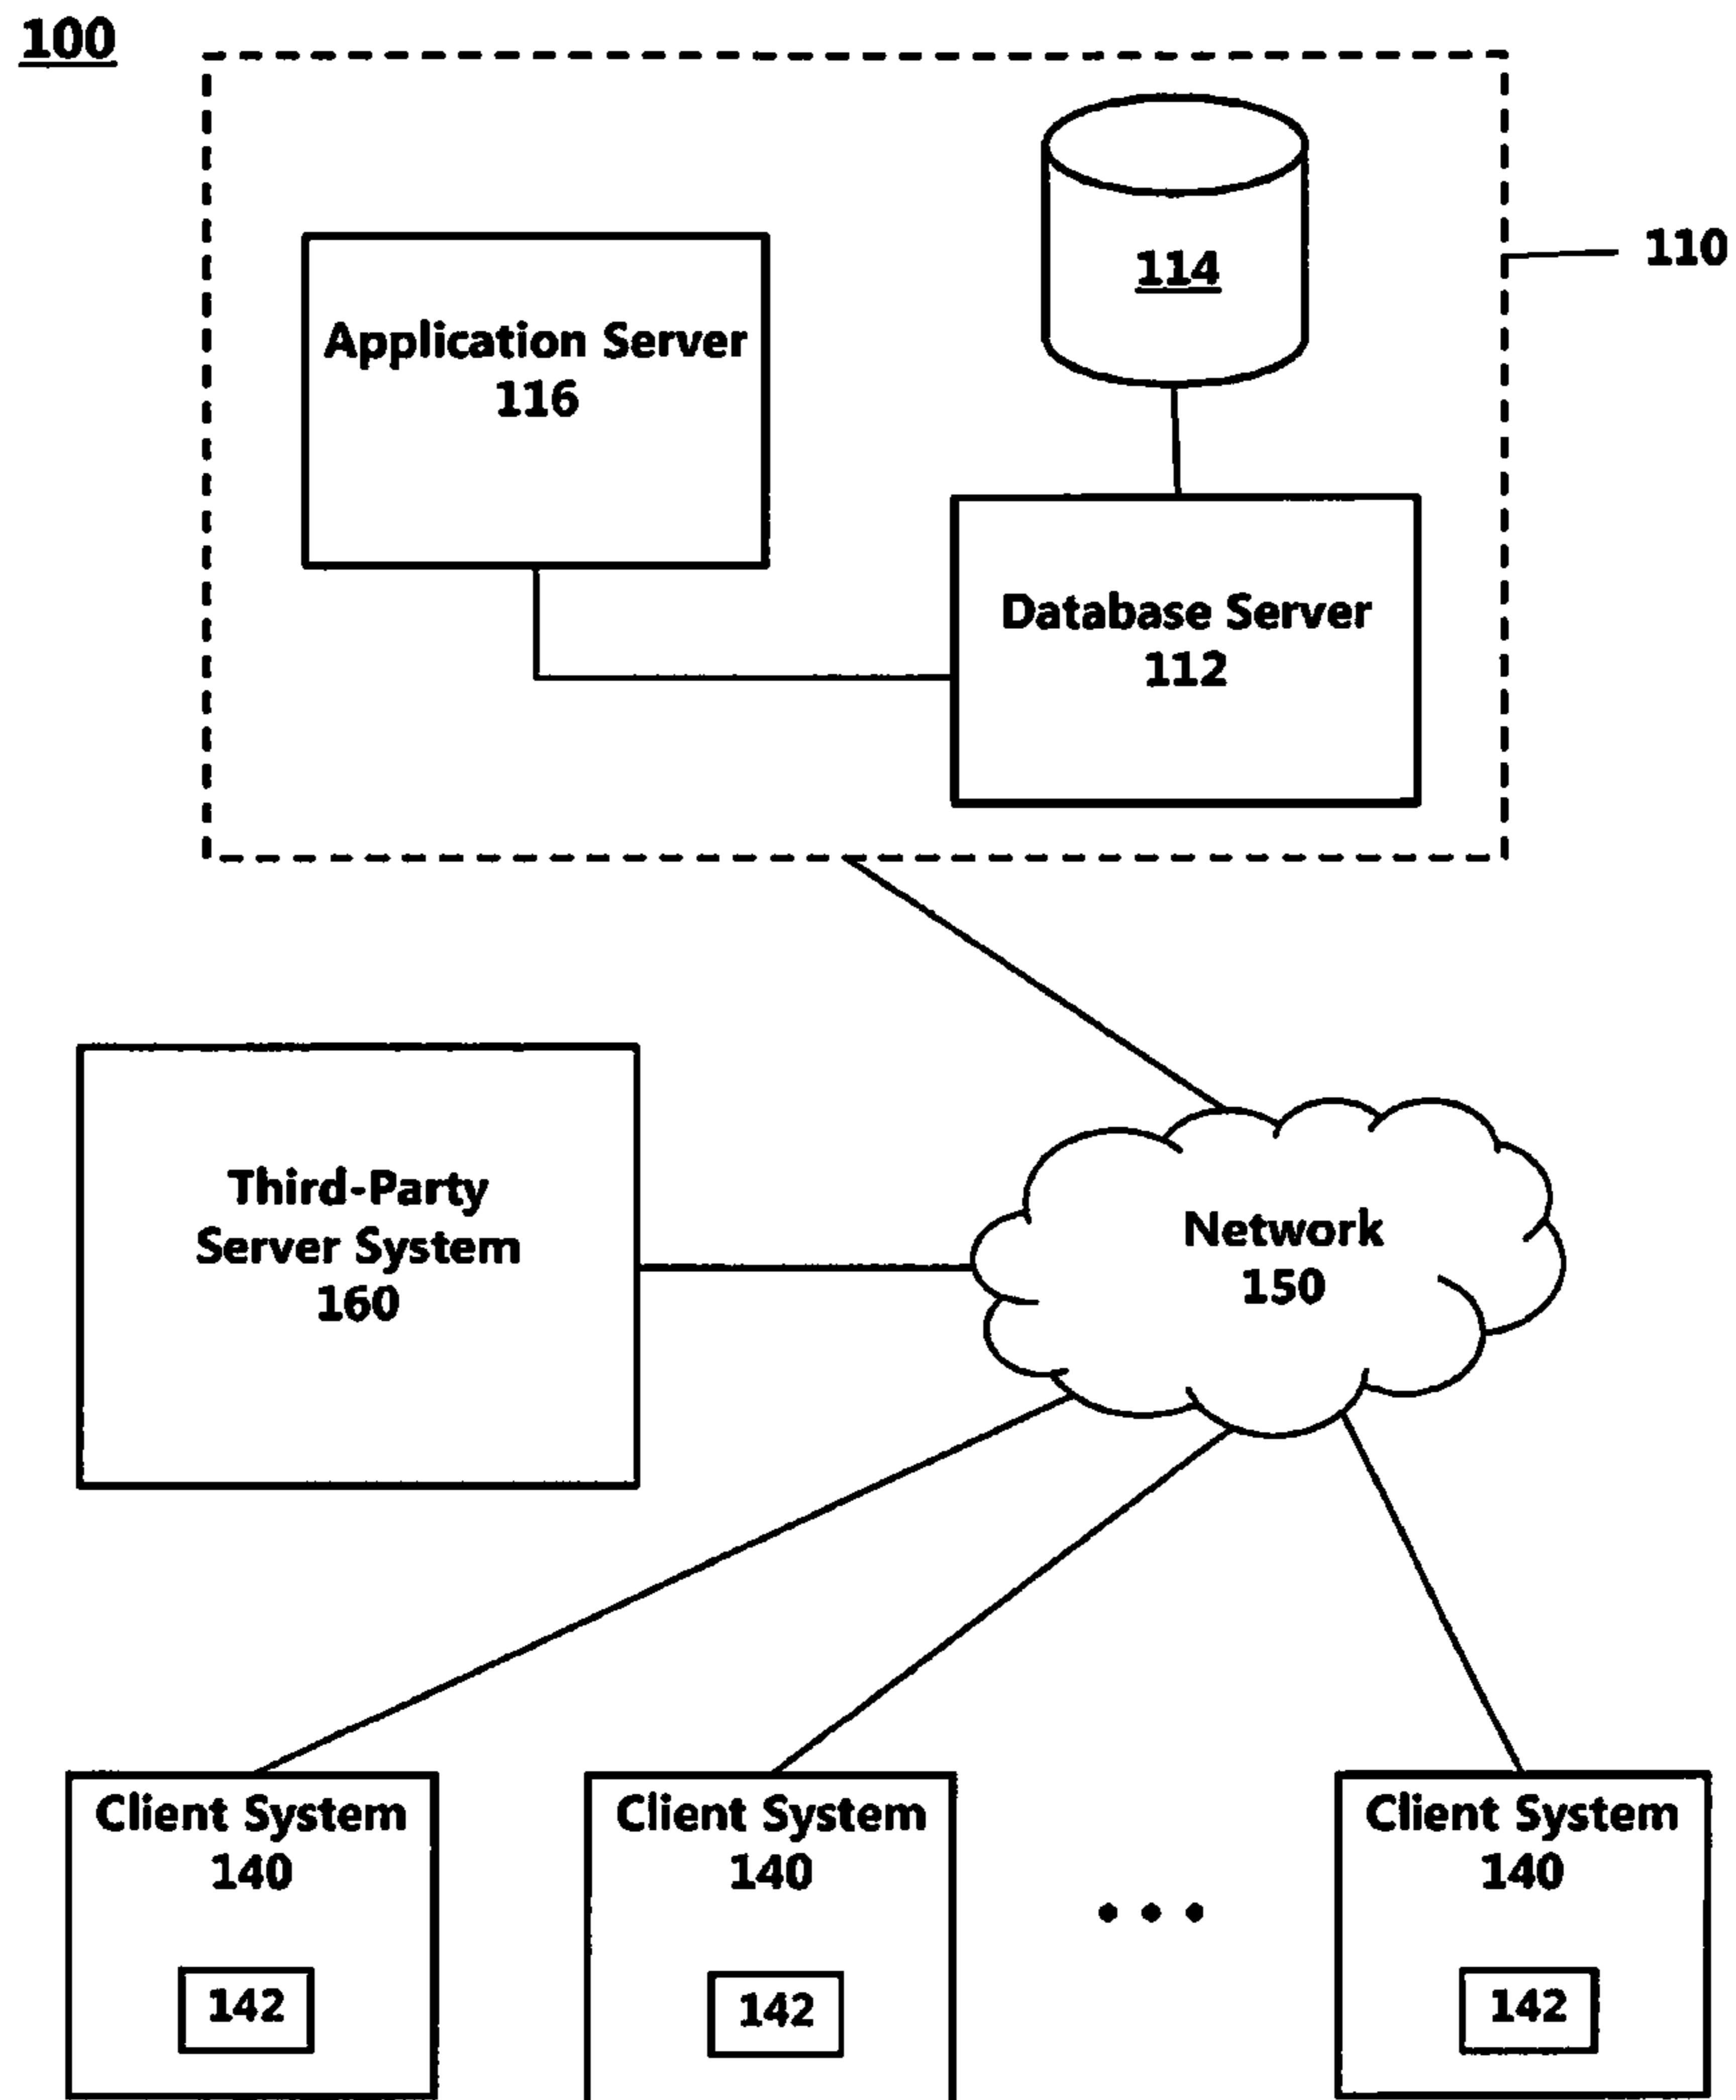 100
114
110
Application Server
116
Database Server
112
Third-Party
Server System
160
Network
150
Client System
140
142
Client System
140
142
Client System
140
142